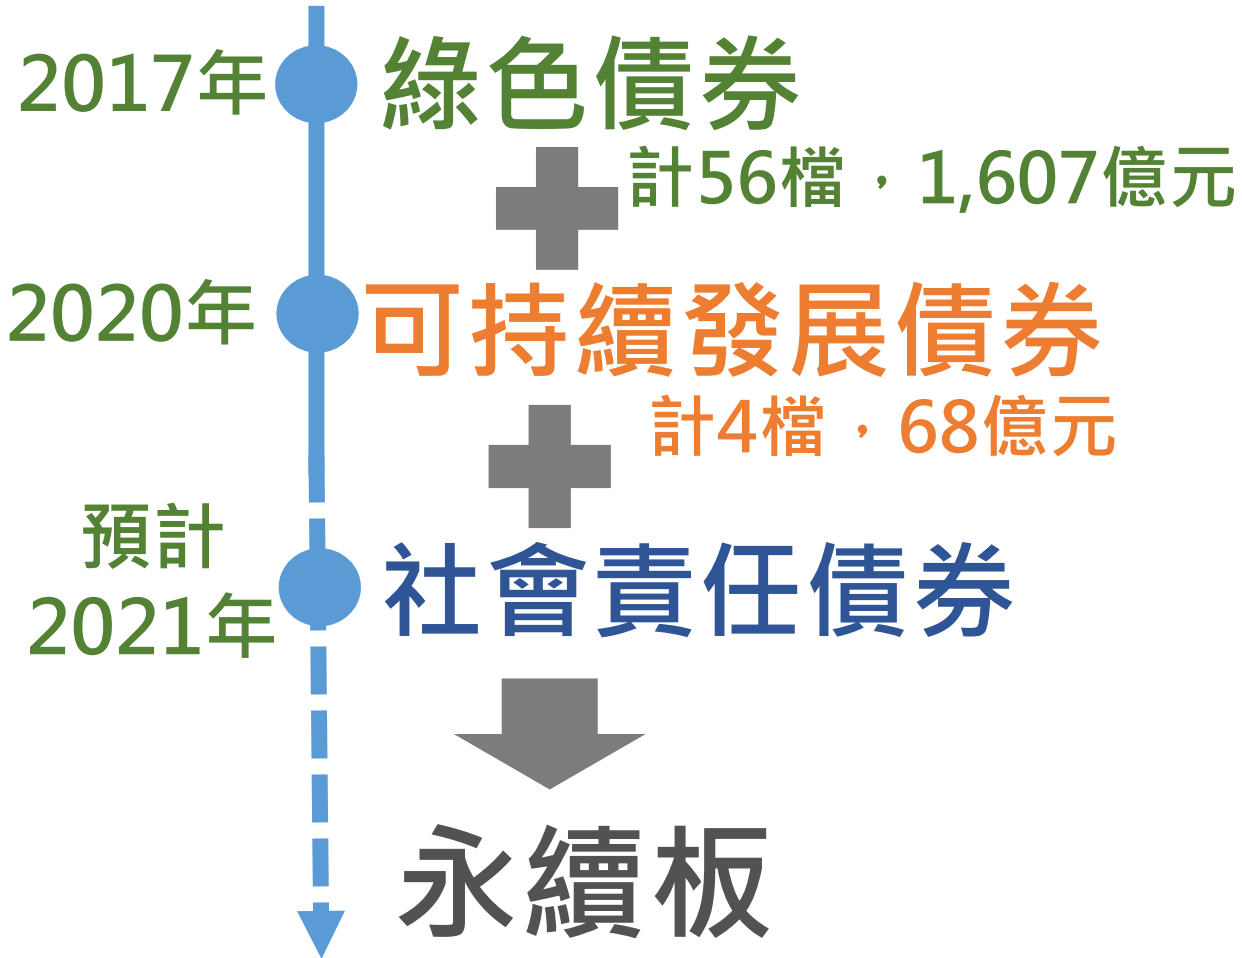 2017年
綠色債券
計56檔，1,607億元
2020年
可持續發展債券
計4檔，68億元
預計
2021年
社會責任債券
永續板